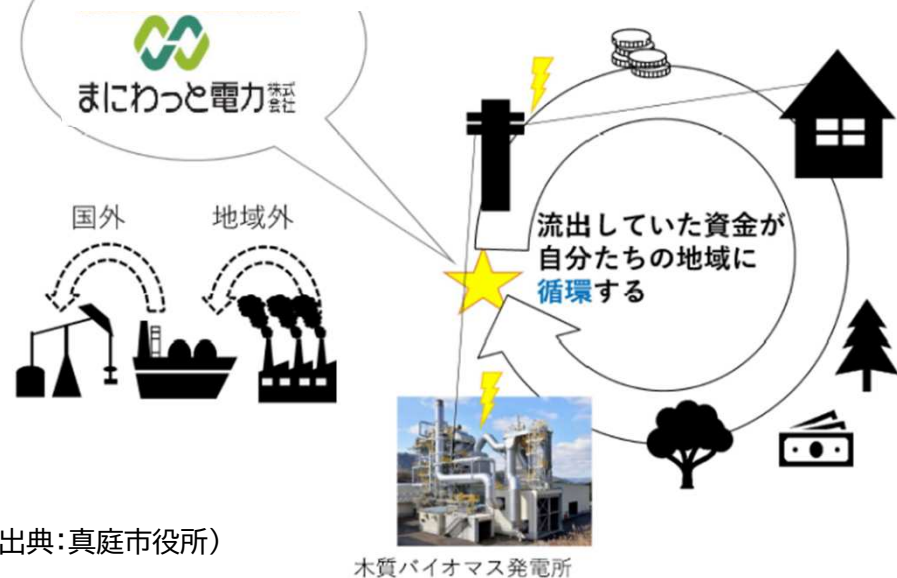 まにわっと電力株式会社
国外
地域外
流出していた資金が
自分たちの地域に
循環する
出典：真庭市役所）
木質バイオマス発電所